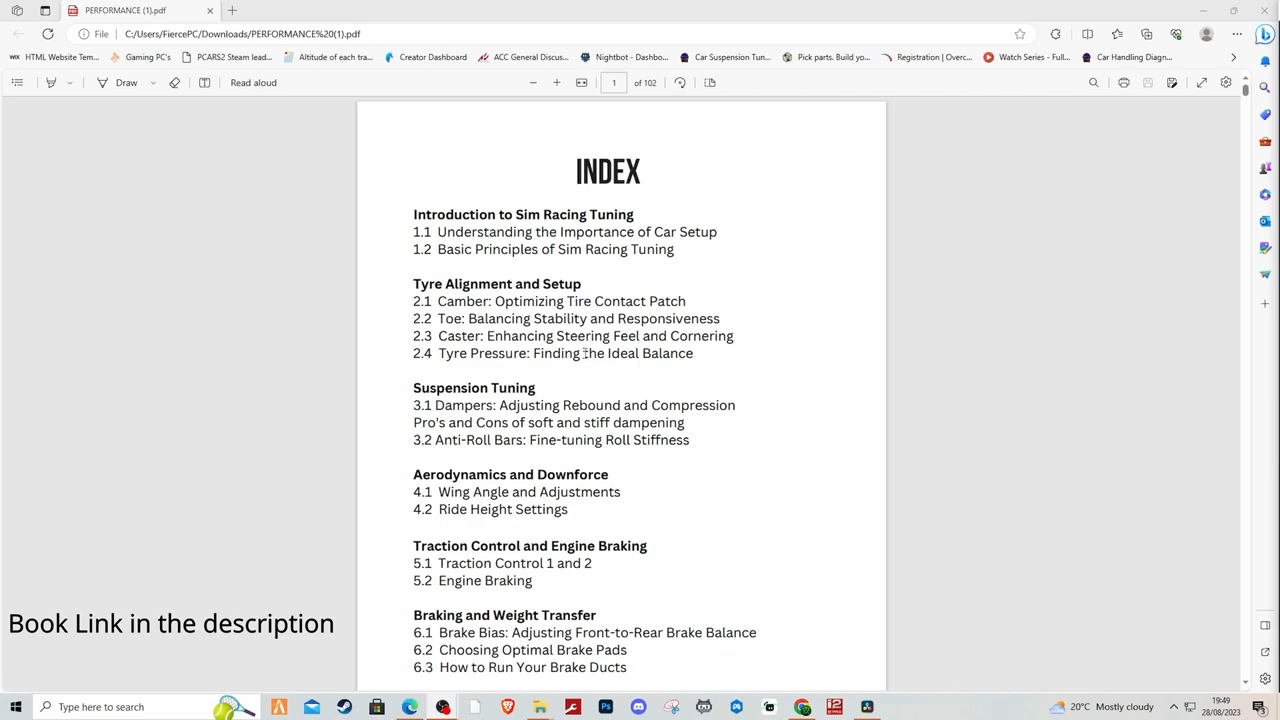 PERFORMANCE (1).pdf
File C:/Users/FiercePC/Downloads/PERFORMANCE%20(1).pdf
WIX HTML Website Tem... Gaming PC's PCARS2 Steam lead... Altitude of each tra... Creator Dashboard ACC General Discus... Nightbot - Dashbo... Car Suspension Tun... Pick parts. Build yo... Registration | Overc... Watch Series - Full... Car Handling Diagn...
Draw Read aloud 1 of 102
INDEX
Introduction to Sim Racing Tuning
1.1 Understanding the Importance of Car Setup
1.2 Basic Principles of Sim Racing Tuning
Tyre Alignment and Setup
2.1 Camber: Optimizing Tire Contact Patch
2.2 Toe: Balancing Stability and Responsiveness
2.3 Caster: Enhancing Steering Feel and Cornering
2.4 Tyre Pressure: Finding the Ideal Balance
Suspension Tuning
3.1 Dampers: Adjusting Rebound and Compression
Pro's and Cons of soft and stiff dampening
3.2 Anti-Roll Bars: Fine-tuning Roll Stiffness
Aerodynamics and Downforce
4.1 Wing Angle and Adjustments
4.2 Ride Height Settings
Traction Control and Engine Braking
5.1 Traction Control 1 and 2
5.2 Engine Braking
Braking and Weight Transfer
6.1 Brake Bias: Adjusting Front-to-Rear Brake Balance
6.2 Choosing Optimal Brake Pads
6.3 How to Run Your Brake Ducts
Book Link in the description
Type here to search
20°C Mostly cloudy
19:49
28/08/2023